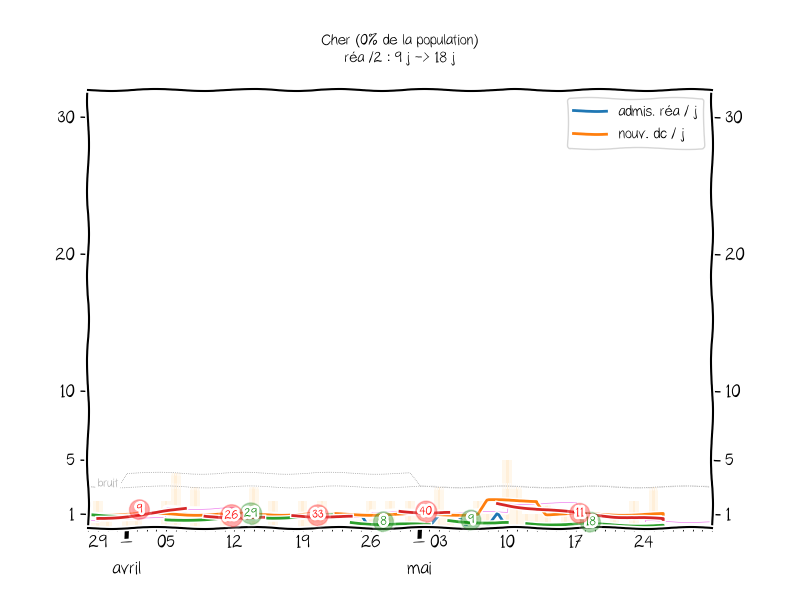 Cher (0% de la population)
réa /2 : 9 j -> 18 j
admis. réa / j
nouv. dc / j
30 30
20 20
10 10
5 5
bruit
1 1
9 26 29 33 8 40 9 11 18
29 05 12 19 26 03 10 17 24
avril mai